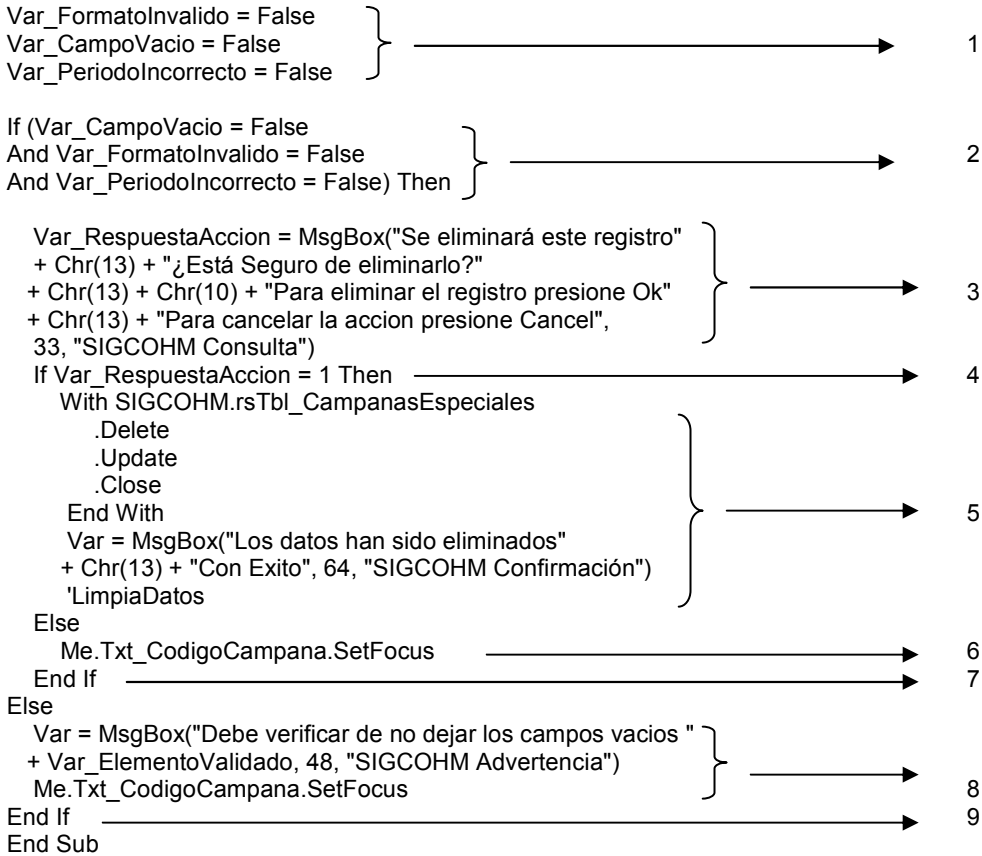 Var_FormatoInvalido = False
Var_CampoVacio = False 1
Var_PeriodoIncorrecto = False
If (Var_CampoVacio = False
And Var_FormatoInvalido = False 2
And Var_PeriodoIncorrecto = False) Then
Var_RespuestaAccion = MsgBox("Se eliminará este registro"
+ Chr(13) + "¿Está Seguro de eliminarlo?"
+ Chr(13) + Chr(10) + "Para eliminar el registro presione Ok" 3
+ Chr(13) + "Para cancelar la accion presione Cancel",
33, "SIGCOHM Consulta")
If Var_RespuestaAccion = 1 Then 4
With SIGCOHM.rsTbl_CampanasEspeciales
.Delete
.Update
.Close
End With 5
Var = MsgBox("Los datos han sido eliminados"
+ Chr(13) + "Con Exito", 64, "SIGCOHM Confirmación")
'LimpiaDatos
Else
Me.Txt_CodigoCampana.SetFocus 6
End If 7
Else
Var = MsgBox("Debe verificar de no dejar los campos vacios "
+ Var_ElementoValidado, 48, "SIGCOHM Advertencia")
Me.Txt_CodigoCampana.SetFocus 8
End If 9
End Sub